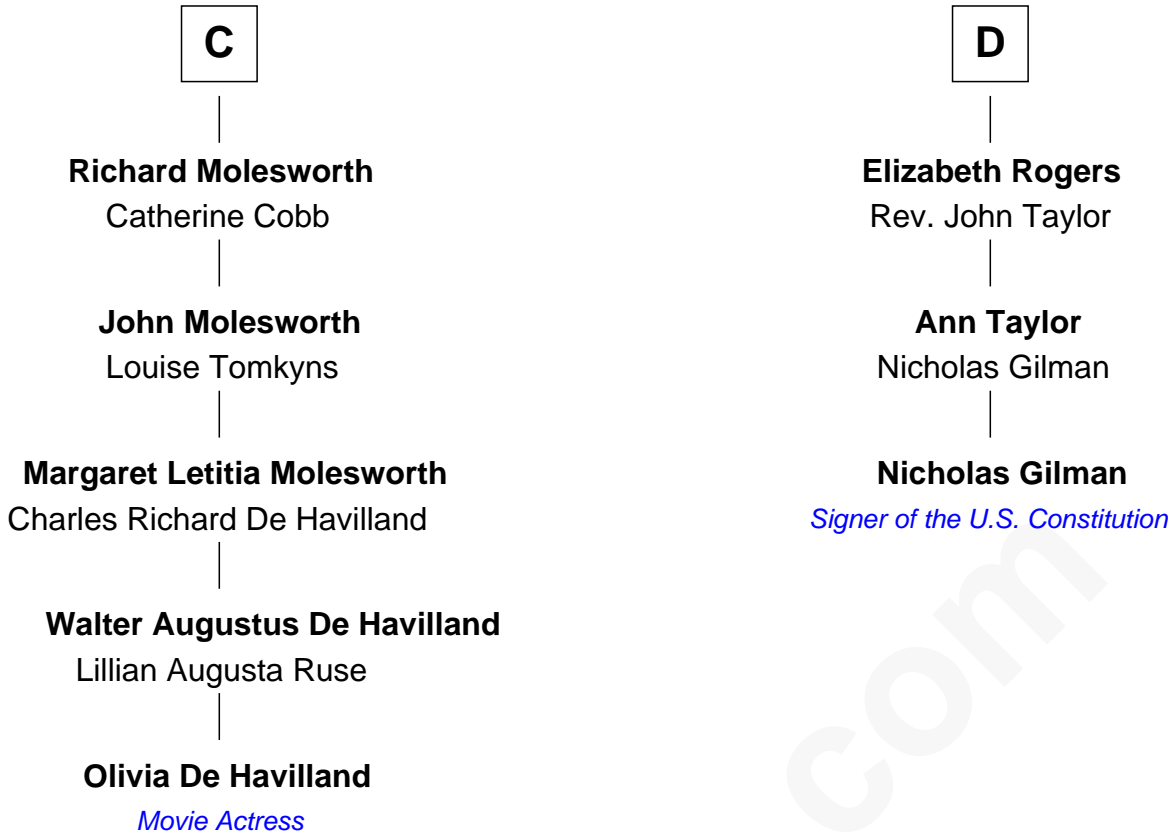 C
Richard Molesworth
Catherine Cobb
John Molesworth
Louise Tomkyns
Margaret Letitia Molesworth
Charles Richard De Havilland
Walter Augustus De Havilland
Lillian Augusta Ruse
Olivia De Havilland
Movie Actress
D
Elizabeth Rogers
Rev. John Taylor
Ann Taylor
Nicholas Gilman
Nicholas Gilman
Signer of the U.S. Constitution
com